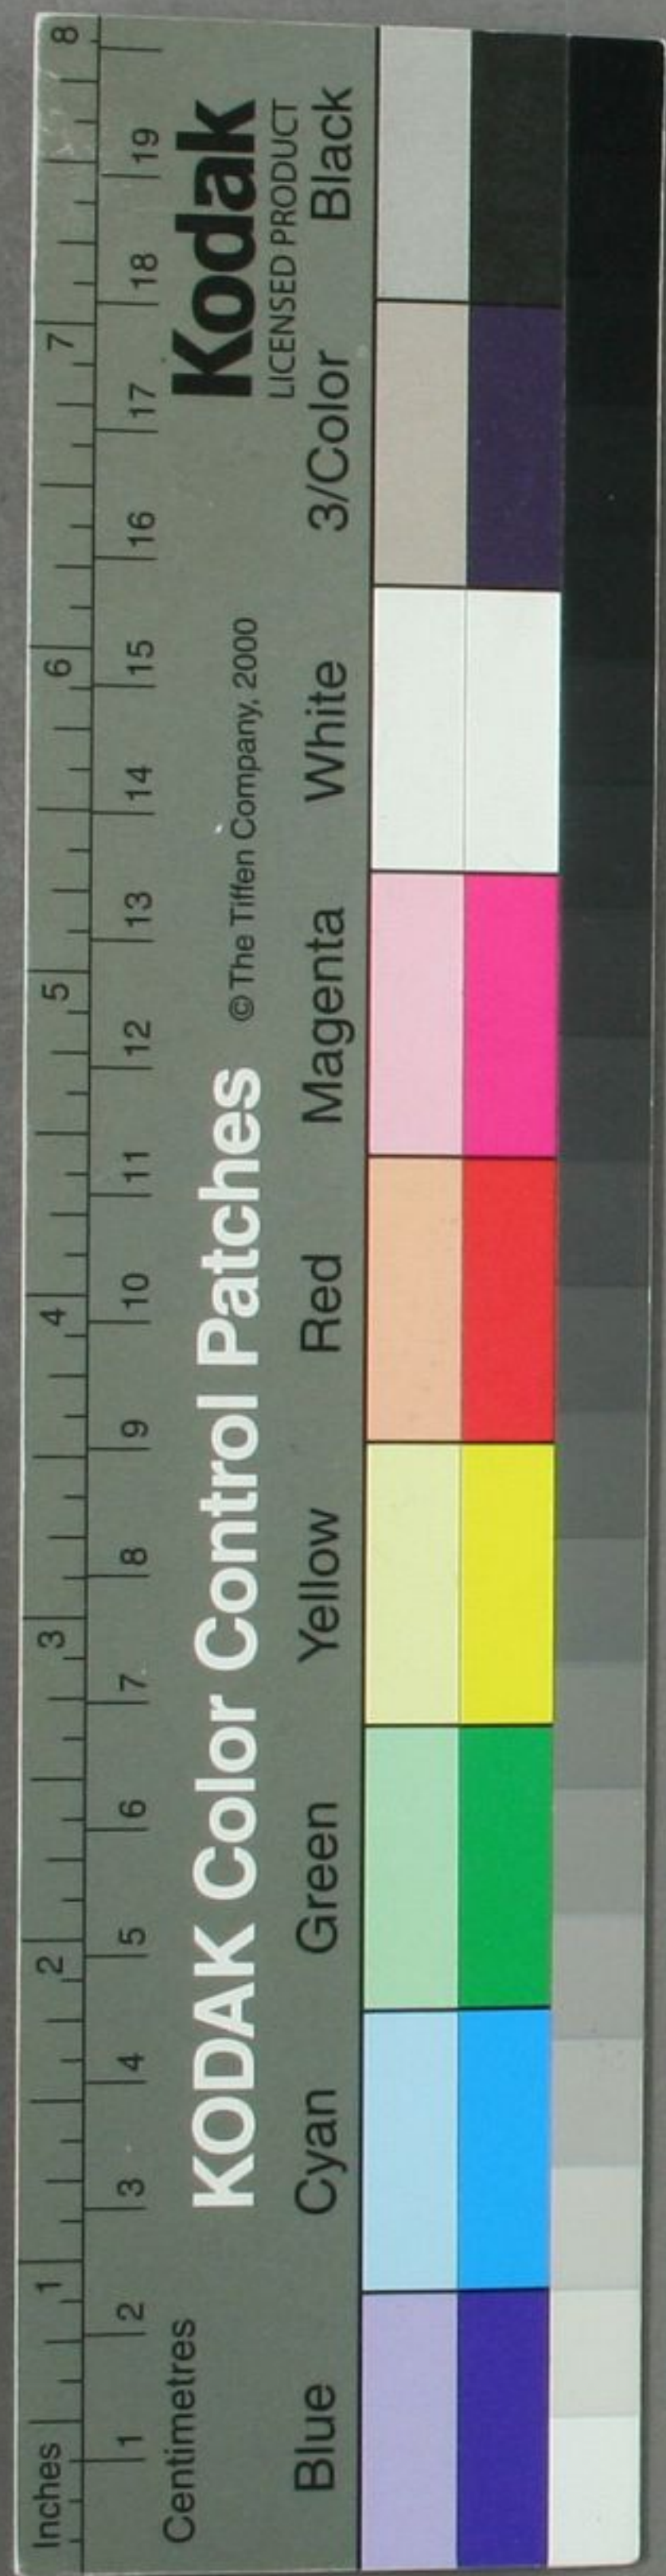 Inches 1 2 3 4 5 6 7 8
1 2 3 4 5 6 7 8 9 10 11 12 13 14 15 16 17 18 19
Centimetres
KODAK Color Control Patches © The Tiffen Company, 2000 Kodak
LICENSED PRODUCT
Blue Cyan Green Yellow Red Magenta White 3/Color Black